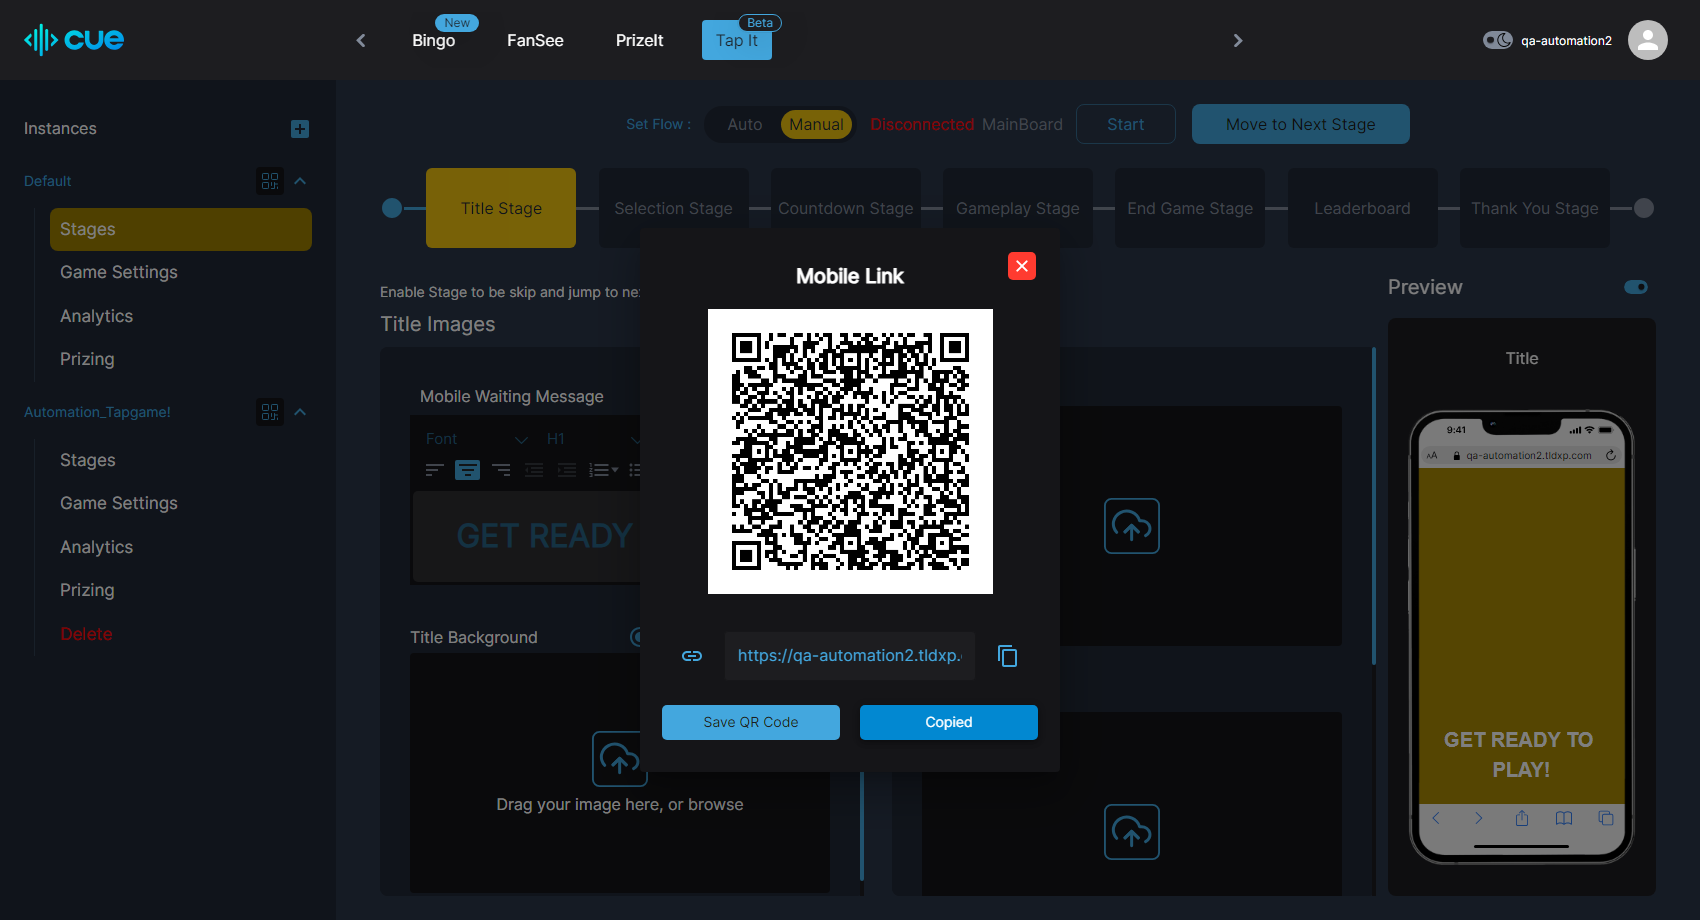 cue
Bingo
New
FanSee
PrizeIt
Tap It
Beta
qa-automation2
Instances
Default
Stages
Game Settings
Analytics
Prizing
Automation_Tapgame!
Stages
Game Settings
Analytics
Prizing
Delete
Set Flow :
Auto
Manual
Disconnected
MainBoard
Start
Move to Next Stage
Title Stage
Selection Stage
Countdown Stage
Gameplay Stage
End Game Stage
Leaderboard
Thank You Stage
Enable Stage to be skip and jump to ne
Title Images
Mobile Waiting Message
Font
H1
GET READY
Title Background
Drag your image here, or browse
Mobile Link
https://qa-automation2.tldxp.
Save QR Code
Copied
Preview
Title
9:41
AA
qa-automation2.tldxp.com
GET READY TO
PLAY!